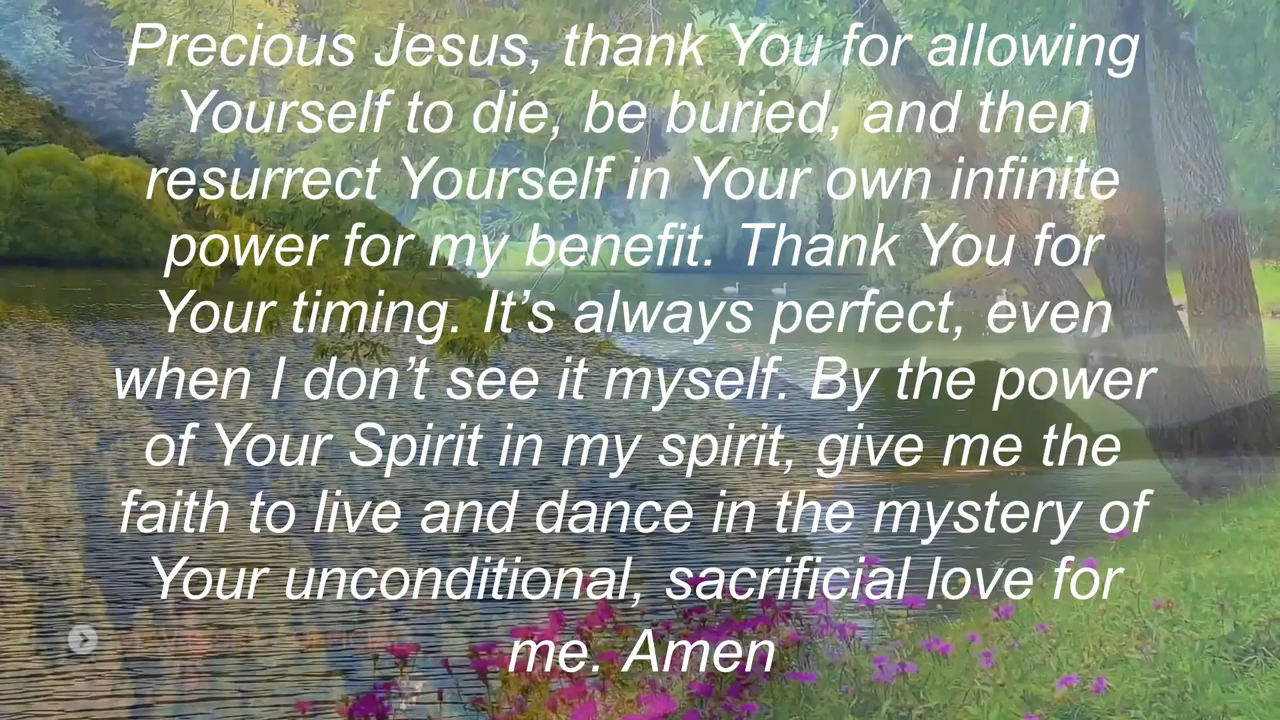 Precious Jesus, thank You for allowing
Yourself to die, be buried, and then
resurrect Yourself in Your own infinite
power for my benefit. Thank You for
Your timing. It’s always perfect, even
when I don’t see it myself. By the power
of Your Spirit in my spirit, give me the
faith to live and dance in the mystery of
Your unconditional, sacrificial love for
me. Amen